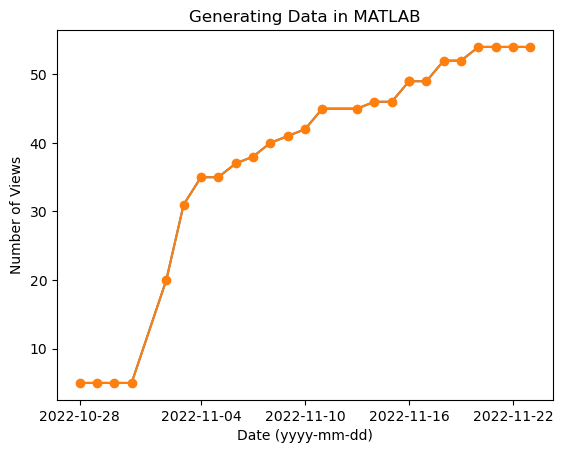 Generating Data in MATLAB
Number of Views
50
40
30
20
10
2022-10-28 2022-11-04 2022-11-10 2022-11-16 2022-11-22
Date (yyyy-mm-dd)